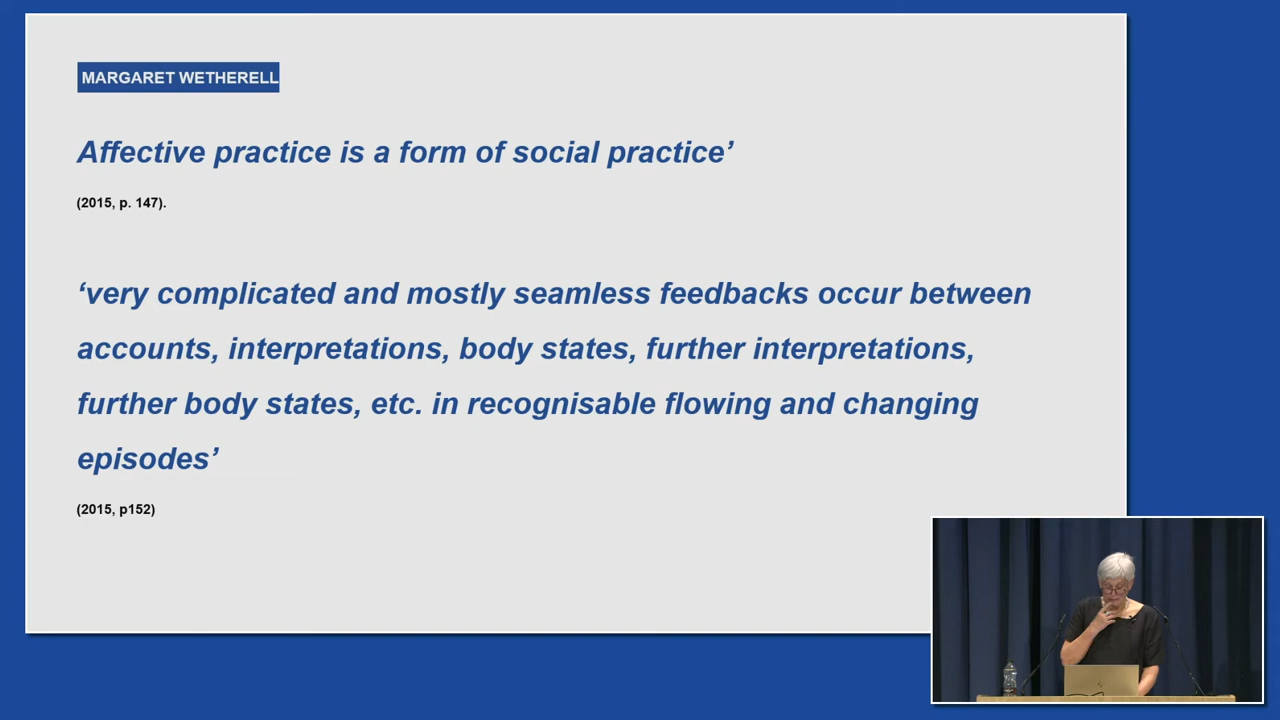 MARGARET WETHERELL
Affective practice is a form of social practice’
(2015, p. 147).
‘very complicated and mostly seamless feedbacks occur between
accounts, interpretations, body states, further interpretations,
further body states, etc. in recognisable flowing and changing
episodes’
(2015, p152)